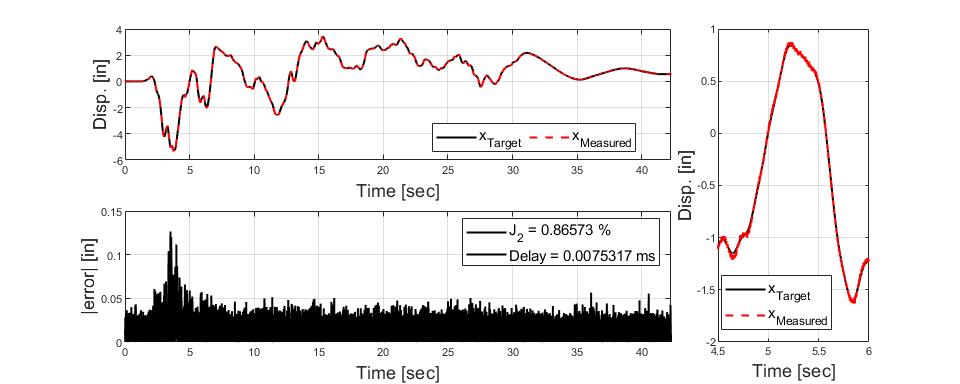 4
2
0
-2
-4
-6
Disp. [in]
x_Target
x_Measured
0 5 10 15 20 25 30 35 40
Time [sec]
0.15
0.1
0.05
0
|error| [in]
J_2 = 0.86573 %
Delay = 0.0075317 ms
0 5 10 15 20 25 30 35 40
Time [sec]
1
0.5
0
-0.5
-1
-1.5
-2
Disp. [in]
x_Target
x_Measured
4.5 5 5.5 6
Time [sec]